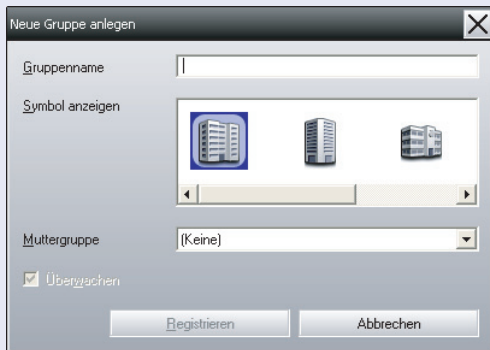 Neue Gruppe anlegen
Gruppenname
Symbol anzeigen
Muttergruppe (Keine)
Überwachen
Registrieren Abbrechen